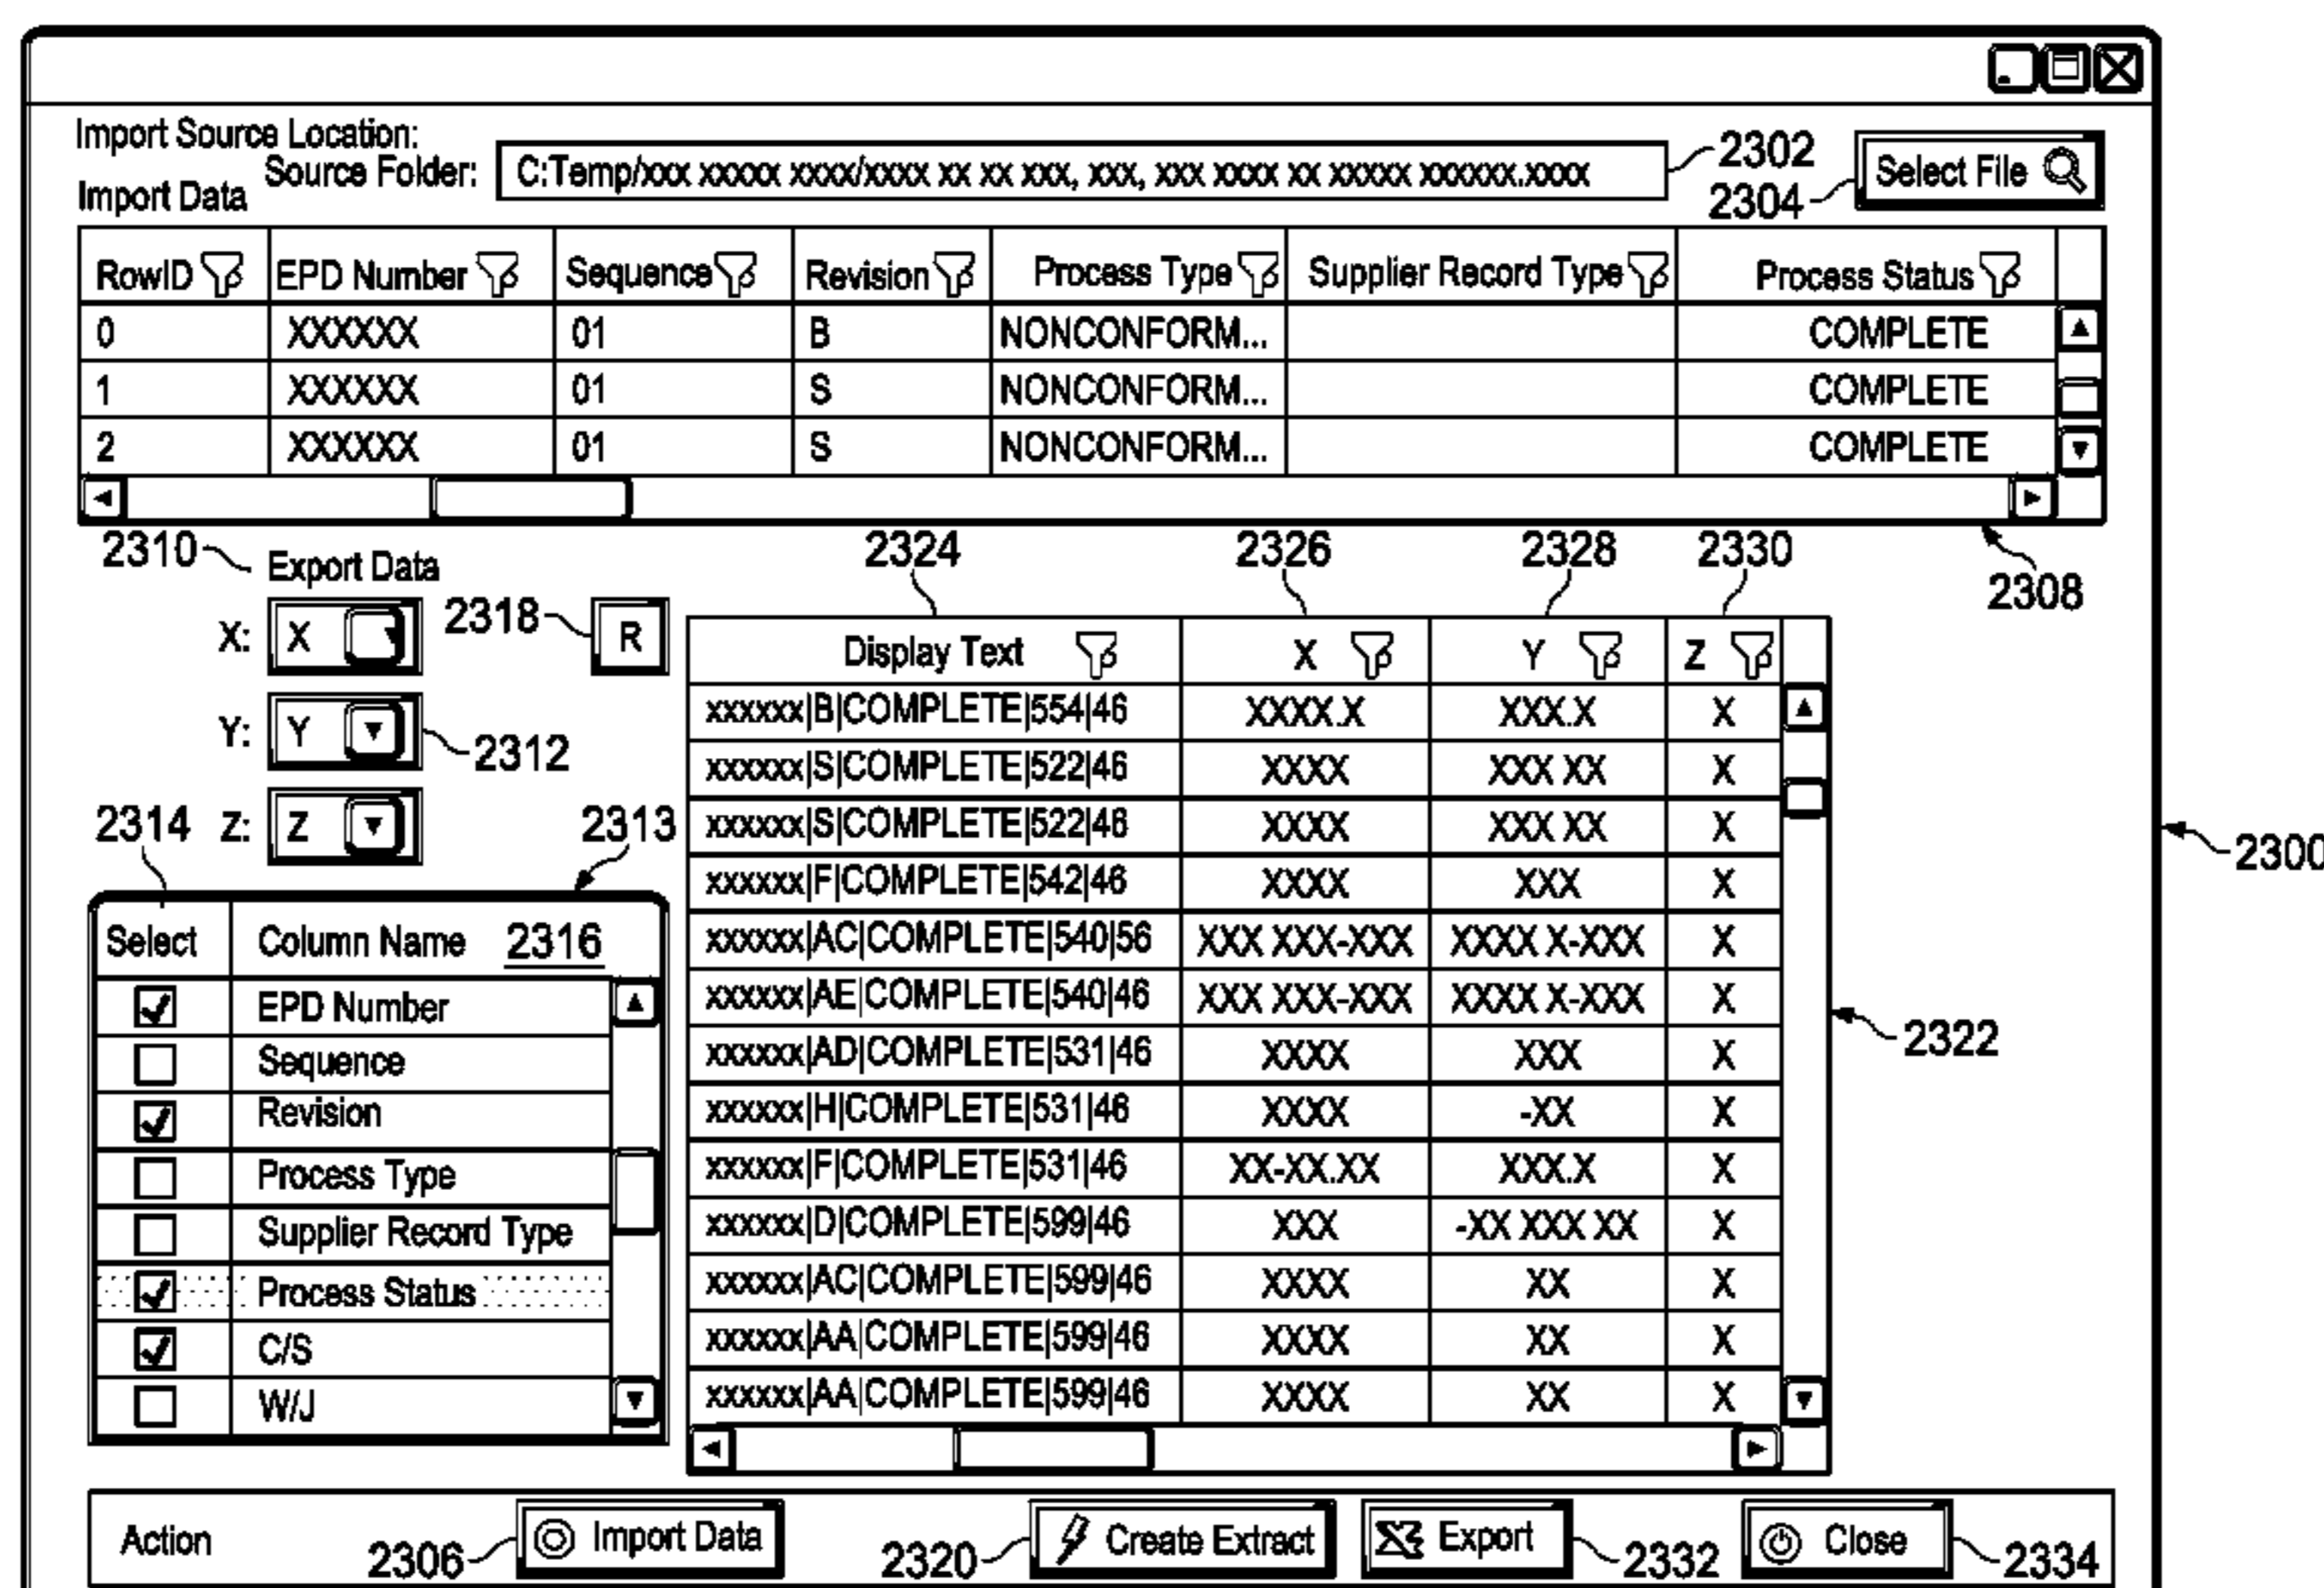 Import Source Location:
Source Folder: C:Temp/xxx xxxxx xxxx/xxxx xx xx xxx, xxx, xxx xxxx xx xxxxx xxxxxx.xxxx 2302
Select File
2304
Import Data
RowID EPD Number Sequence Revision Process Type Supplier Record Type Process Status
0 XXXXXX 01 B NONCONFORM... COMPLETE
1 XXXXXX 01 S NONCONFORM... COMPLETE
2 XXXXXX 01 S NONCONFORM... COMPLETE
2308
2310 Export Data
X: X
2318 R
Y: Y 2312
Z: Z
2313
2314
Select Column Name 2316
EPD Number
Sequence
Revision
Process Type
Supplier Record Type
Process Status
C/S
W/J
2324 2326 2328 2330
Display Text X Y Z
xxxxxx|B|COMPLETE|554|46 XXXX.X XXX.X X
xxxxxx|S|COMPLETE|522|46 XXXX XXX XX X
xxxxxx|S|COMPLETE|522|46 XXXX XXX XX X
xxxxxx|F|COMPLETE|542|46 XXXX XXX X
xxxxxx|AC|COMPLETE|540|56 XXX XXX-XXX XXXX X-XXX X
xxxxxx|AE|COMPLETE|540|46 XXX XXX-XXX XXXX X-XXX X
xxxxxx|AD|COMPLETE|531|46 XXXX XXX X
xxxxxx|H|COMPLETE|531|46 XXXX -XX X
xxxxxx|F|COMPLETE|531|46 XX-XX.XX XXX.X X
xxxxxx|D|COMPLETE|599|46 XXX -XX XXX XX X
xxxxxx|AC|COMPLETE|599|46 XXXX XX X
xxxxxx|AA|COMPLETE|599|46 XXXX XX X
xxxxxx|AA|COMPLETE|599|46 XXXX XX X
2322
2300
Action 2306 Import Data 2320 Create Extract Export 2332 Close 2334